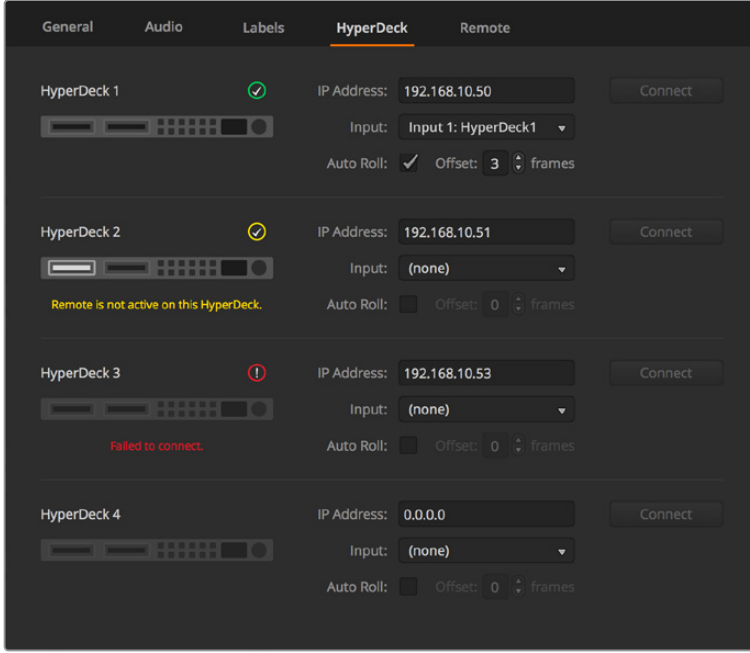 General Audio Labels HyperDeck Remote
HyperDeck 1 IP Address: 192.168.10.50 Connect
Input: Input 1: HyperDeck1
Auto Roll: Offset: 3 frames
HyperDeck 2 IP Address: 192.168.10.51 Connect
Input: (none)
Remote is not active on this HyperDeck. Auto Roll: Offset: 0 frames
HyperDeck 3 IP Address: 192.168.10.53 Connect
Input: (none)
Failed to connect. Auto Roll: Offset: 0 frames
HyperDeck 4 IP Address: 0.0.0.0 Connect
Input: (none)
Auto Roll: Offset: 0 frames